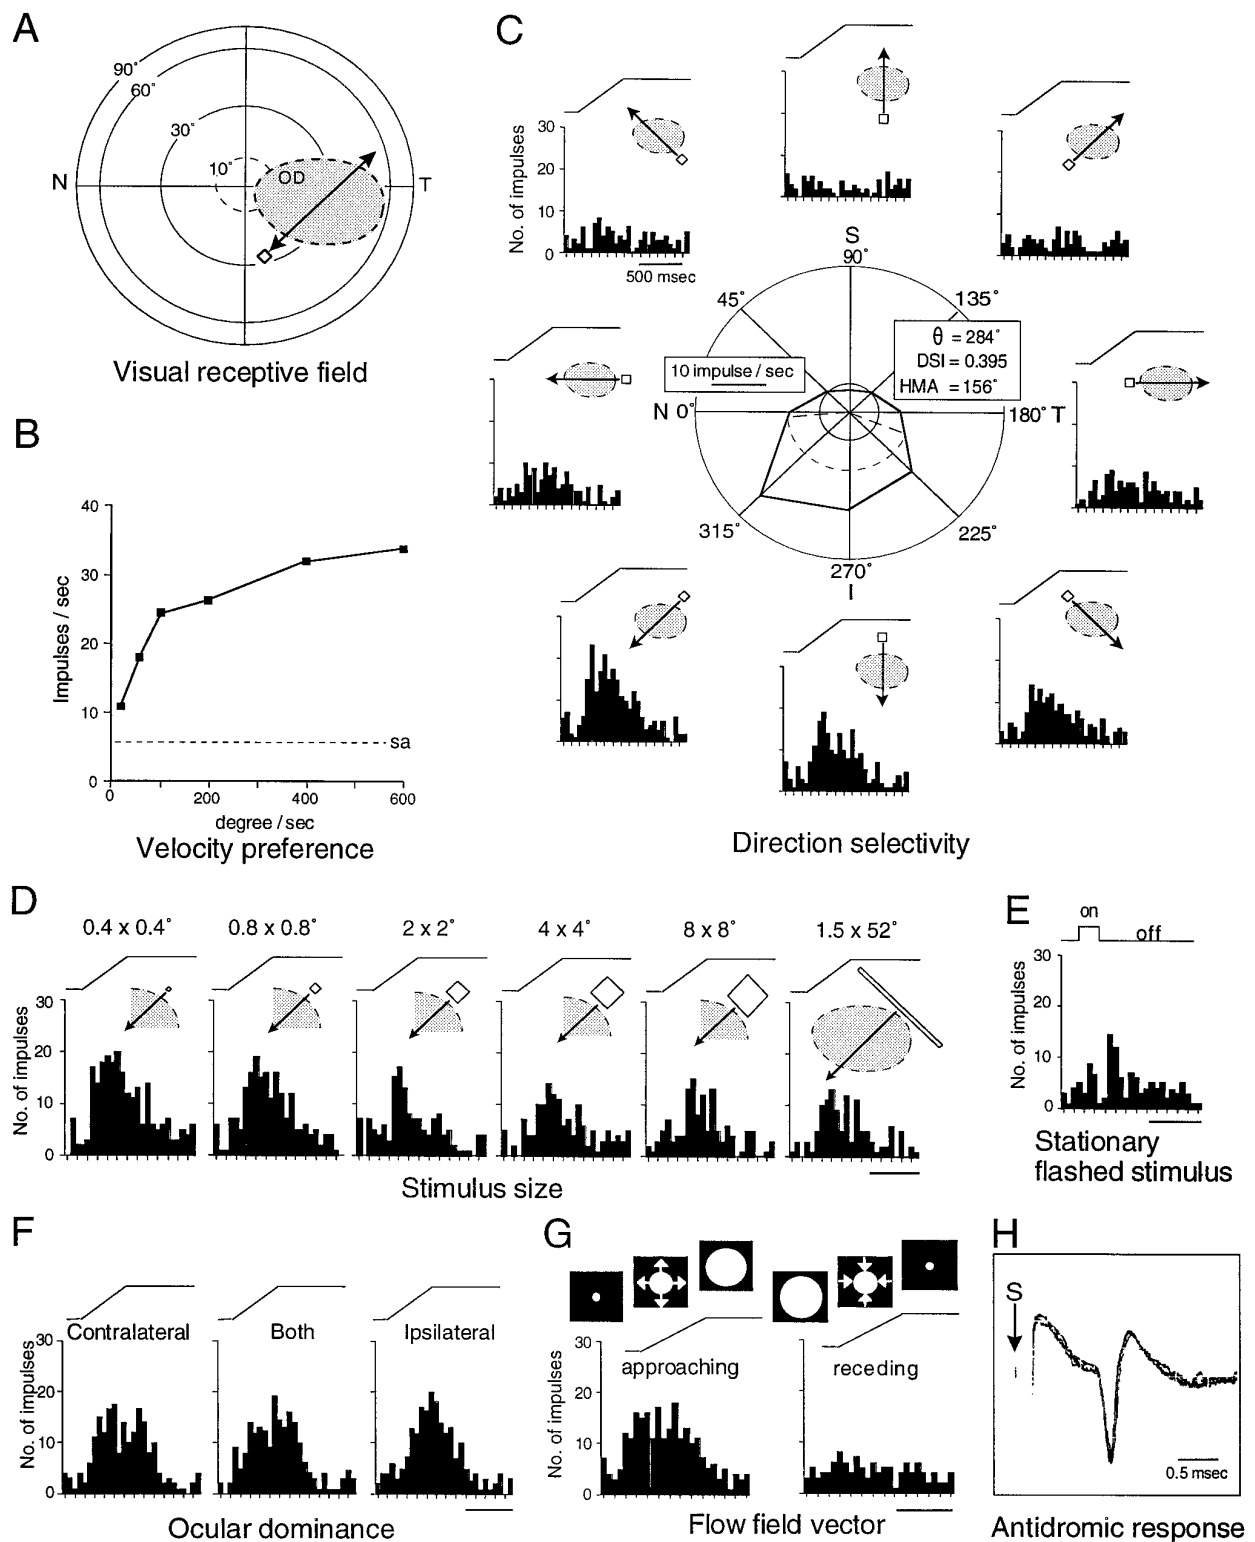 A
90°
60°
30°
10°
OD
N
T
Visual receptive field
B
40
30
20
10
0
Impulses / sec
sa
0
200
400
600
degree / sec
Velocity preference
C
30
20
10
0
No. of impulses
500 msec
S
90°
45°
135°
θ = 284°
DSI = 0.395
HMA = 156°
10 impulse / sec
N 0°
180° T
315°
225°
270°
I
Direction selectivity
D
0.4 x 0.4°
0.8 x 0.8°
2 x 2°
4 x 4°
8 x 8°
1.5 x 52°
30
20
10
0
No. of impulses
Stimulus size
E
on
off
30
20
10
0
No. of impulses
Stationary
flashed stimulus
F
Contralateral
Both
Ipsilateral
30
20
10
0
No. of impulses
Ocular dominance
G
approaching
receding
30
20
10
0
No. of impulses
Flow field vector
H
S
0.5 msec
Antidromic response